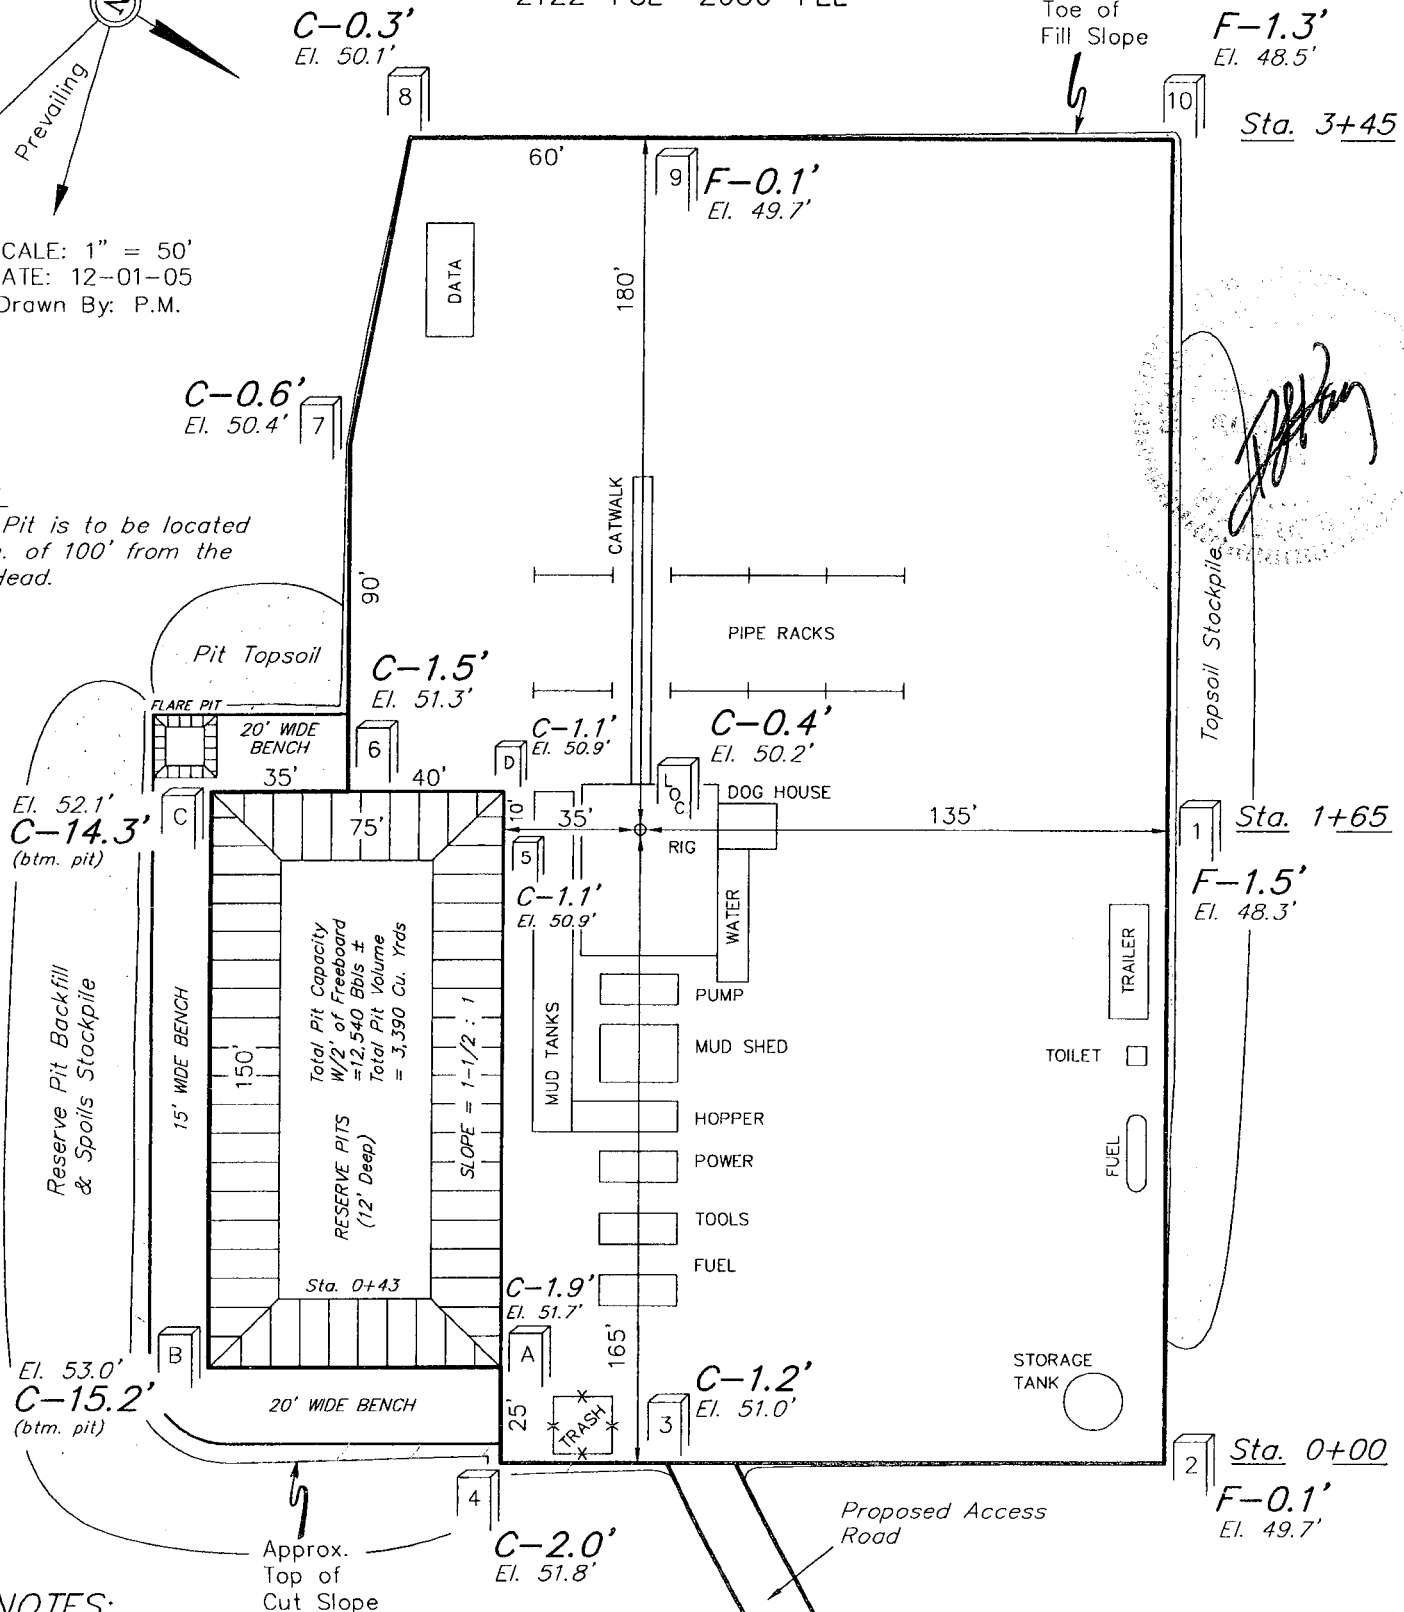 C-0.3'
El. 50.1'
8
Toe of
Fill Slope
F-1.3'
El. 48.5'
10
Sta. 3+45
Prevailing
60'
9
F-0.1'
El. 49.7'
CALE: 1" = 50'
ATE: 12-01-05
Drawn By: P.M.
DATA
180'
C-0.6'
El. 50.4'
7
Pit is to be located
of 100' from the
Head.
CATWALK
90'
PIPE RACKS
Topsoil Stockpile
Pit Topsoil
C-1.5'
El. 51.3'
6
FLARE PIT
20' WIDE
BENCH
C-1.1'
El. 50.9'
D
C-0.4'
El. 50.2'
LOC
DOG HOUSE
35'
40'
El. 52.1'
C-14.3'
(btm. pit)
C
75'
10'
35'
RIG
135'
1
Sta. 1+65
5
C-1.1'
El. 50.9'
F-1.5'
El. 48.3'
WATER
TRAILER
PUMP
MUD SHED
MUD TANKS
TOILET
HOPPER
POWER
FUEL
TOOLS
FUEL
Reserve Pit Backfill
& Spoils Stockpile
15' WIDE BENCH
150'
Total Pit Capacity
W/2' of Freeboard
=12,540 Bbls ±
Total Pit Volume
= 3,390 Cu. Yrds
RESERVE PITS
(12' Deep)
SLOPE = 1-1/2 : 1
Sta. 0+43
C-1.9'
El. 51.7'
A
165'
El. 53.0'
C-15.2'
(btm. pit)
B
20' WIDE BENCH
25'
TRASH
3
C-1.2'
El. 51.0'
STORAGE
TANK
2
Sta. 0+00
F-0.1'
El. 49.7'
4
C-2.0'
El. 51.8'
Approx.
Top of
Cut Slope
Proposed Access
Road
NOTES: